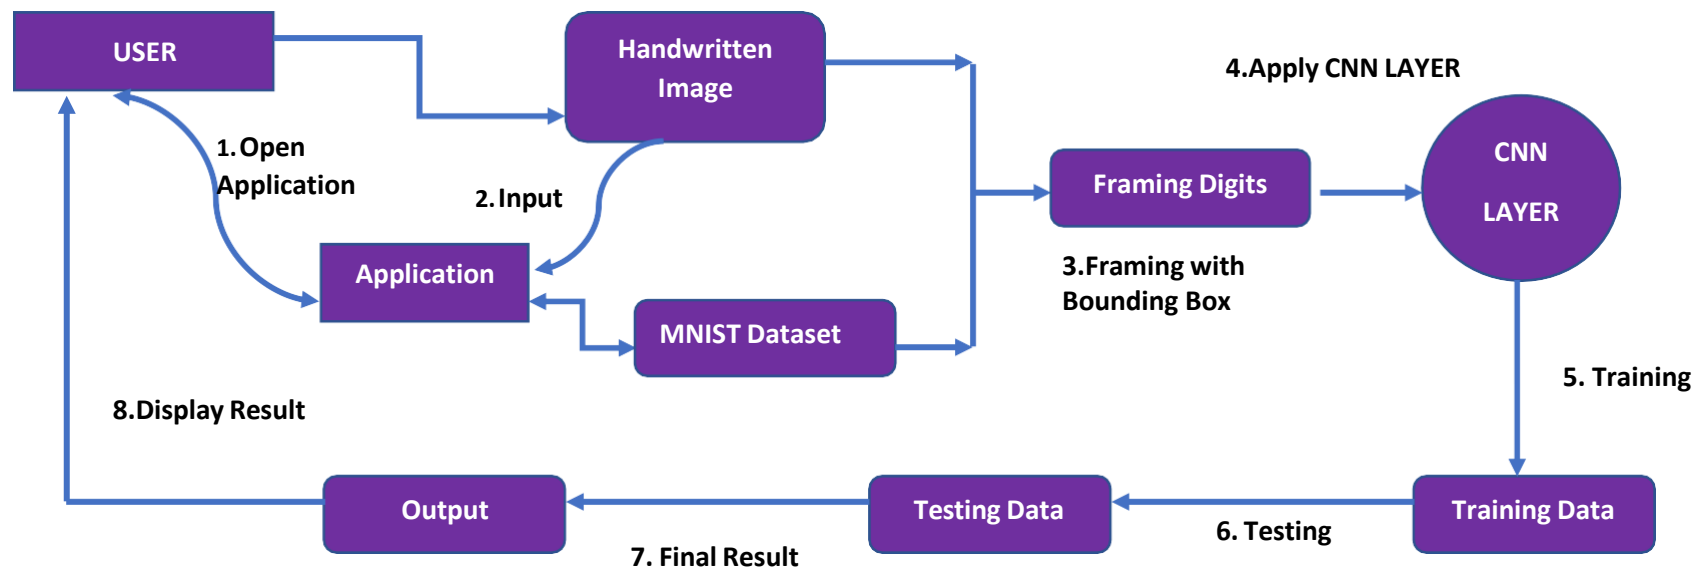 USER
Handwritten
Image
4.Apply CNN LAYER
1. Open
Application
2. Input
CNN
LAYER
Framing Digits
Application
3.Framing with
Bounding Box
MNIST Dataset
5. Training
8.Display Result
Output
Testing Data
Training Data
6. Testing
7. Final Result